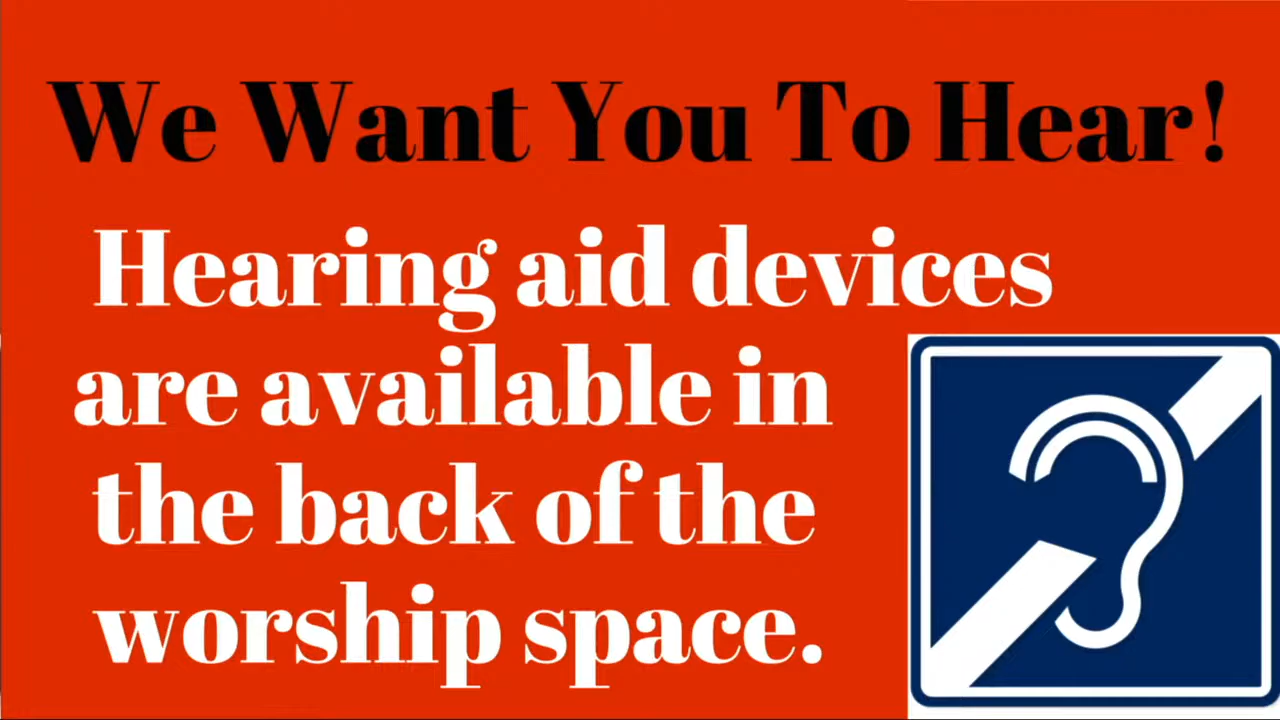 We Want You To Hear!
Hearing aid devices
are available in
the back of the
worship space.